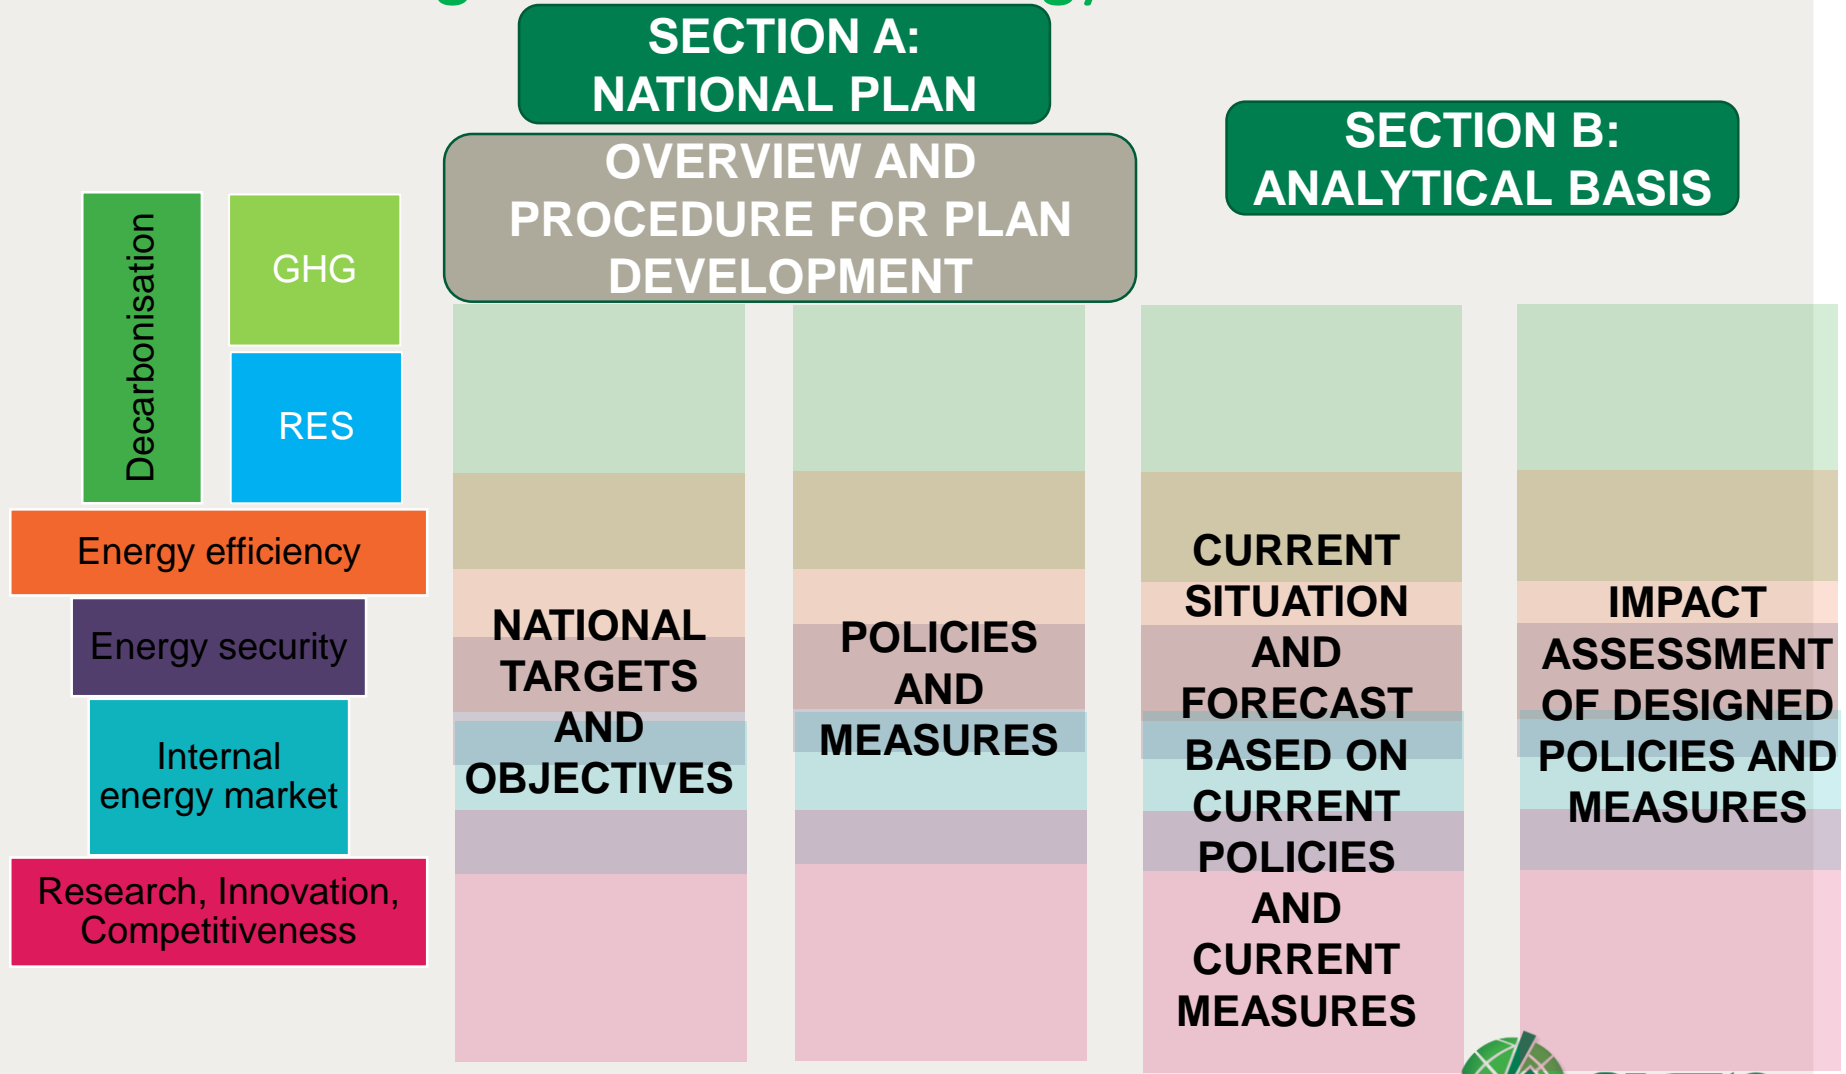 SECTION A:
NATIONAL PLAN
OVERVIEW AND
PROCEDURE FOR PLAN
DEVELOPMENT
SECTION B:
ANALYTICAL BASIS
Decarbonisation
GHG
RES
Energy efficiency
Energy security
Internal
energy market
Research, Innovation,
Competitiveness
NATIONAL
TARGETS
AND
OBJECTIVES
POLICIES
AND
MEASURES
CURRENT
SITUATION
AND
FORECAST
BASED ON
CURRENT
POLICIES
AND
CURRENT
MEASURES
IMPACT
ASSESSMENT
OF DESIGNED
POLICIES AND
MEASURES